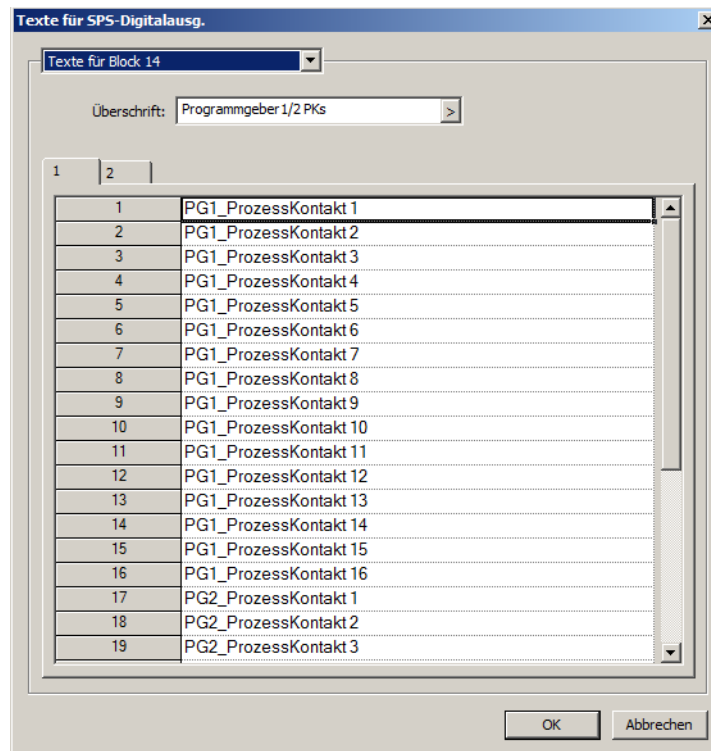 Texte für SPS-Digitalausg.
Texte für Block 14
Überschrift: Programmgeber 1/2 PKs >
1 2
1 PG1_ProzessKontakt 1
2 PG1_ProzessKontakt 2
3 PG1_ProzessKontakt 3
4 PG1_ProzessKontakt 4
5 PG1_ProzessKontakt 5
6 PG1_ProzessKontakt 6
7 PG1_ProzessKontakt 7
8 PG1_ProzessKontakt 8
9 PG1_ProzessKontakt 9
10 PG1_ProzessKontakt 10
11 PG1_ProzessKontakt 11
12 PG1_ProzessKontakt 12
13 PG1_ProzessKontakt 13
14 PG1_ProzessKontakt 14
15 PG1_ProzessKontakt 15
16 PG1_ProzessKontakt 16
17 PG2_ProzessKontakt 1
18 PG2_ProzessKontakt 2
19 PG2_ProzessKontakt 3
OK Abbrechen